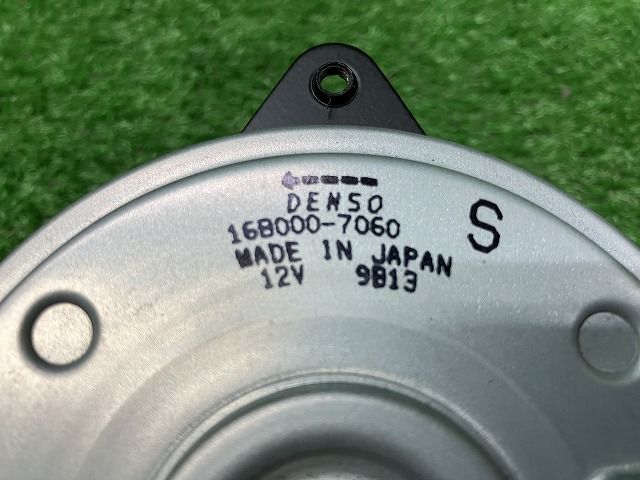 DENSO
168000-7060
MADE IN JAPAN
12V 9B13
S